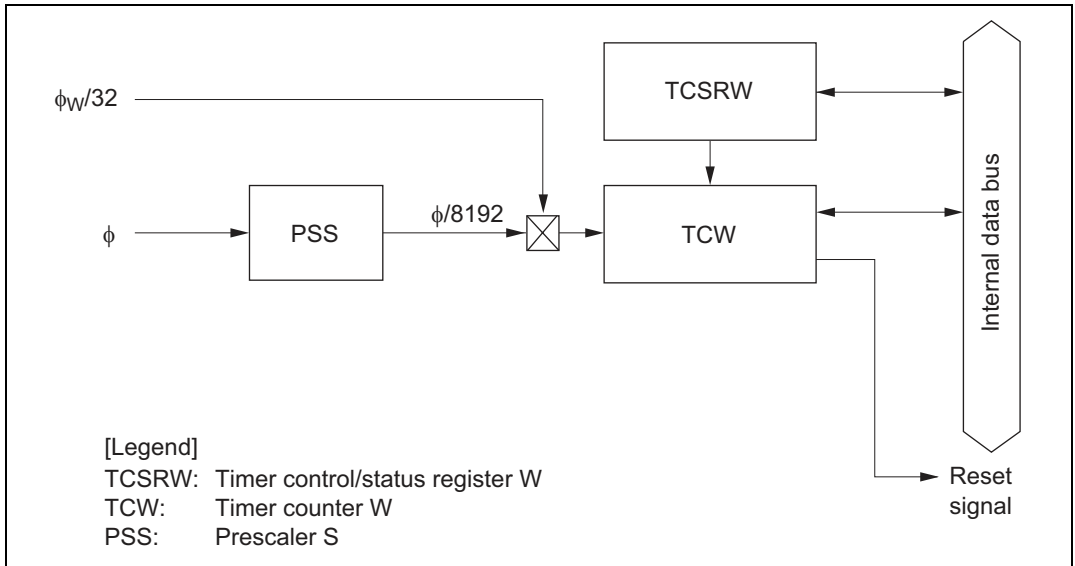 φW/32
TCSRW
φ
PSS
φ/8192
TCW
Internal data bus
[Legend]
TCSRW: Timer control/status register W
TCW: Timer counter W
PSS: Prescaler S
Reset
signal